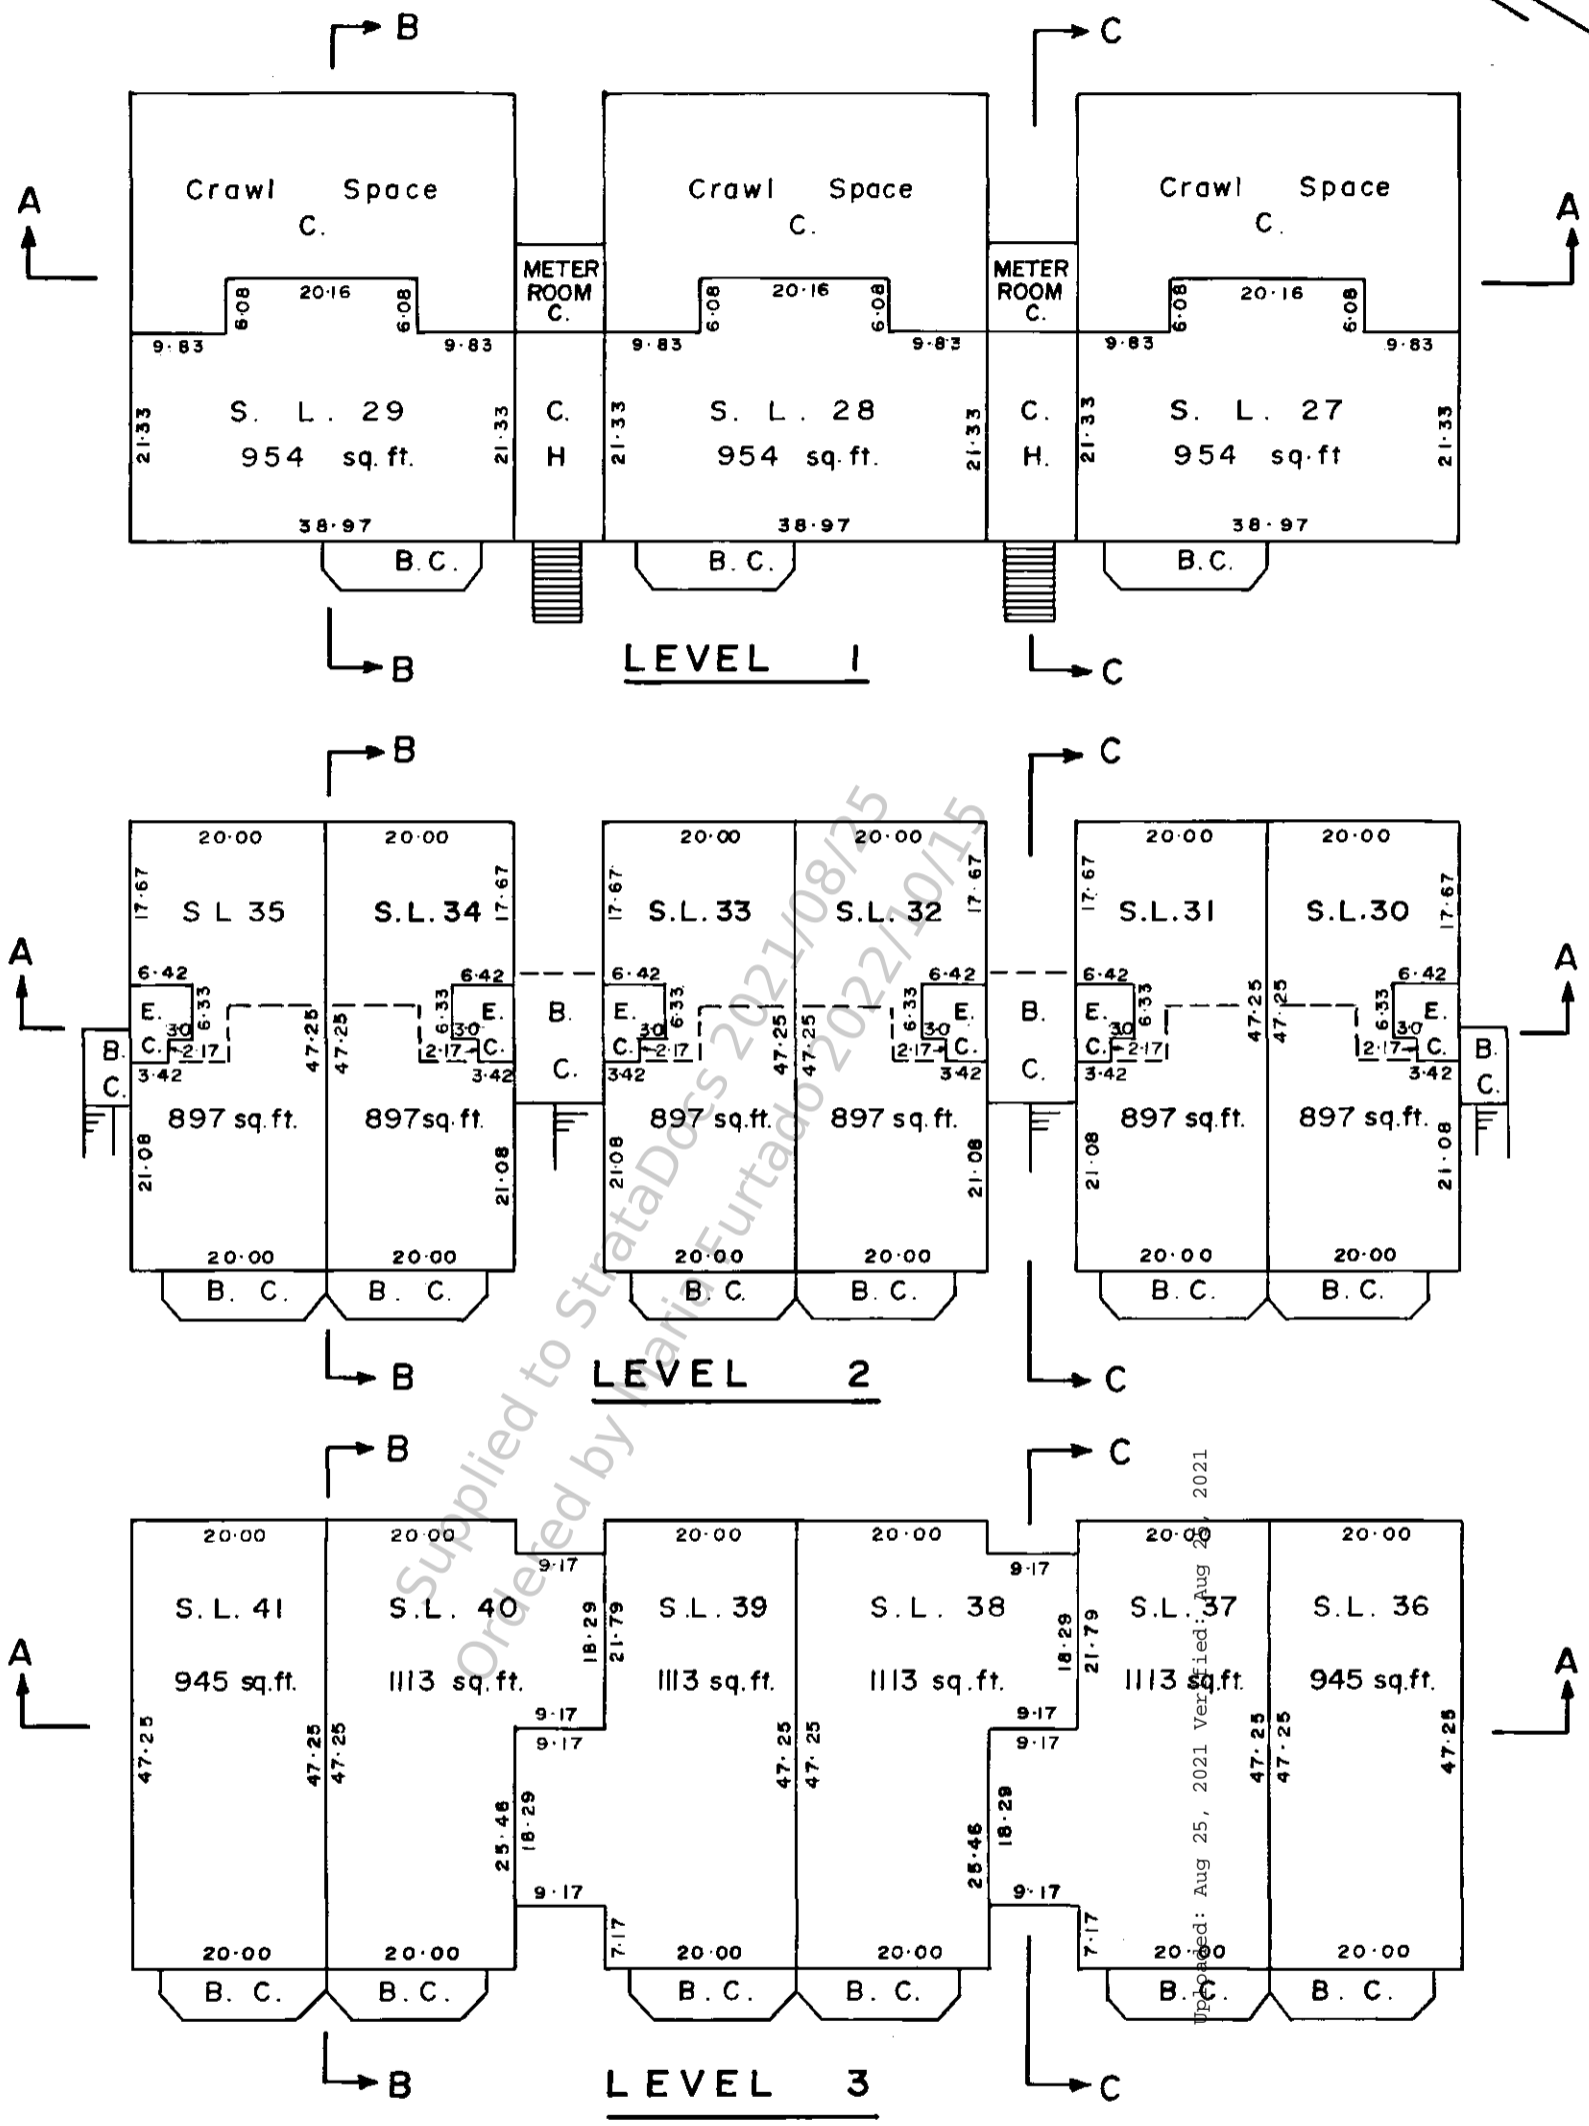 B
C
A
A
Crawl Space
C.
Crawl Space
C.
Crawl Space
C.
METER
ROOM
C.
METER
ROOM
C.
20·16
6·08
6·08
20·16
6·08
6·08
20·16
6·08
6·08
9·83
9·83
9·83
9·83
9·83
9·83
21·33
S. L. 29
954 sq. ft.
21·33
C.
H
21·33
S. L. 28
954 sq. ft.
21·33
C.
H.
21·33
S. L. 27
954 sq. ft
21·33
38·97
38·97
38·97
B. C.
B. C.
B. C.
B
LEVEL 1
C
B
C
20·00
20·00
20·00
20·00
20·00
20·00
17·67
S L 35
S.L. 34
17·67
17·67
S.L. 33
S.L. 32
17·67
17·67
S.L. 31
S.L. 30
17·67
A
A
6·42
6·42
6·42
6·42
6·42
6·42
E.
C.
6·33
3·0
2·17
3·42
47·25
47·25
6·33
E.
C.
2·17
3·42
B.
C.
E.
C.
6·33
3·0
2·17
3·42
47·25
47·25
6·33
E.
C.
3·0
2·17
3·42
B.
C.
E.
C.
6·33
3·0
2·17
3·42
47·25
47·25
6·33
E.
C.
3·0
2·17
3·42
B.
C.
B.
C.
897 sq. ft.
897 sq. ft.
897 sq. ft.
897 sq. ft.
897 sq. ft.
897 sq. ft.
21·08
21·08
21·08
21·08
21·08
21·08
20·00
20·00
20·00
20·00
20·00
20·00
B. C.
B. C.
B. C.
B. C.
B. C.
B. C.
B
LEVEL 2
C
B
C
20·00
20·00
20·00
20·00
20·00
20·00
9·17
9·17
S. L. 41
S. L. 40
S.L. 39
S. L. 38
S.L. 37
S.L. 36
18·29
21·79
18·29
21·79
A
A
945 sq. ft.
1113 sq. ft.
1113 sq. ft.
1113 sq. ft.
1113 sq. ft.
945 sq. ft.
9·17
9·17
9·17
9·17
47·25
47·25
47·25
47·25
47·25
47·25
47·25
47·25
25·46
18·29
25·46
18·29
9·17
9·17
7·17
7·17
20·00
20·00
20·00
20·00
20·00
20·00
B. C.
B. C.
B. C.
B. C.
B. C.
B. C.
B
LEVEL 3
C
Supplied to StrataDocs 2021/08/25
Ordered by Maria Furtado 2022/10/15
Uploaded: Aug 25, 2021 Verified: Aug 25, 2021